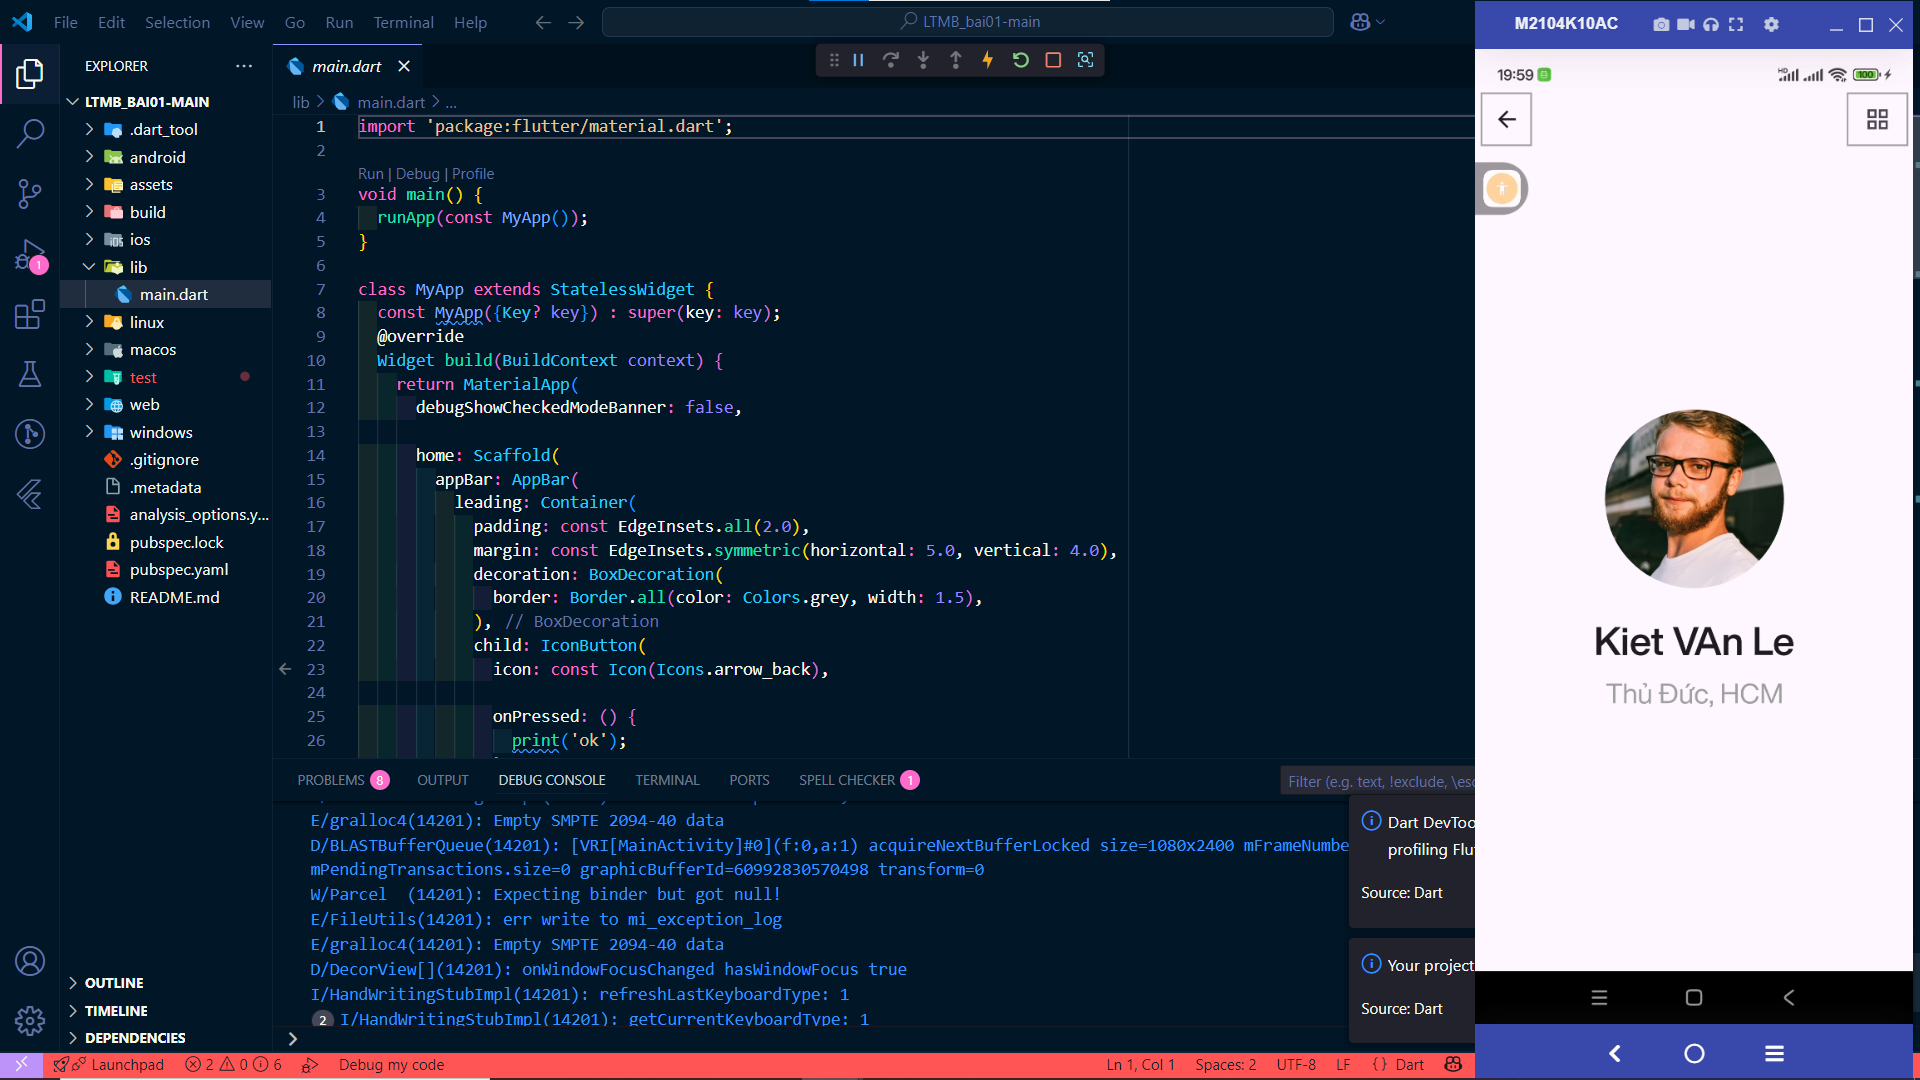 File Edit Selection View Go Run Terminal Help
LTMB_bai01-main
EXPLORER
LTMB_BAI01-MAIN
.dart_tool
android
assets
build
ios
lib
main.dart
linux
macos
test
web
windows
.gitignore
.metadata
analysis_options.y...
pubspec.lock
pubspec.yaml
README.md
OUTLINE
TIMELINE
DEPENDENCIES
1
main.dart
lib > main.dart > ...
1 import 'package:flutter/material.dart';
2
Run | Debug | Profile
3 void main() {
4 runApp(const MyApp());
5 }
6
7 class MyApp extends StatelessWidget {
8 const MyApp({Key? key}) : super(key: key);
9 @override
10 Widget build(BuildContext context) {
11 return MaterialApp(
12 debugShowCheckedModeBanner: false,
13
14 home: Scaffold(
15 appBar: AppBar(
16 leading: Container(
17 padding: const EdgeInsets.all(2.0),
18 margin: const EdgeInsets.symmetric(horizontal: 5.0, vertical: 4.0),
19 decoration: BoxDecoration(
20 border: Border.all(color: Colors.grey, width: 1.5),
21 ), // BoxDecoration
22 child: IconButton(
23 icon: const Icon(Icons.arrow_back),
24
25 onPressed: () {
26 print('ok');
PROBLEMS 8 OUTPUT DEBUG CONSOLE TERMINAL PORTS SPELL CHECKER 1
Filter (e.g. text, !exclude, \esc
E/gralloc4(14201): Empty SMPTE 2094-40 data
D/BLASTBufferQueue(14201): [VRI[MainActivity]#0](f:0,a:1) acquireNextBufferLocked size=1080x2400 mFrameNumbe
mPendingTransactions.size=0 graphicBufferId=60992830570498 transform=0
W/Parcel (14201): Expecting binder but got null!
E/FileUtils(14201): err write to mi_exception_log
E/gralloc4(14201): Empty SMPTE 2094-40 data
D/DecorView[](14201): onWindowFocusChanged hasWindowFocus true
I/HandWritingStubImpl(14201): refreshLastKeyboardType: 1
2 I/HandWritingStubImpl(14201): getCurrentKeyboardType: 1
Dart DevToo
profiling Flu
Source: Dart
Your project
Source: Dart
Launchpad 2 0 6 Debug my code Ln 1, Col 1 Spaces: 2 UTF-8 LF {} Dart
M2104K10AC
19:59 HD 100
Kiet VAn Le
Thủ Đức, HCM